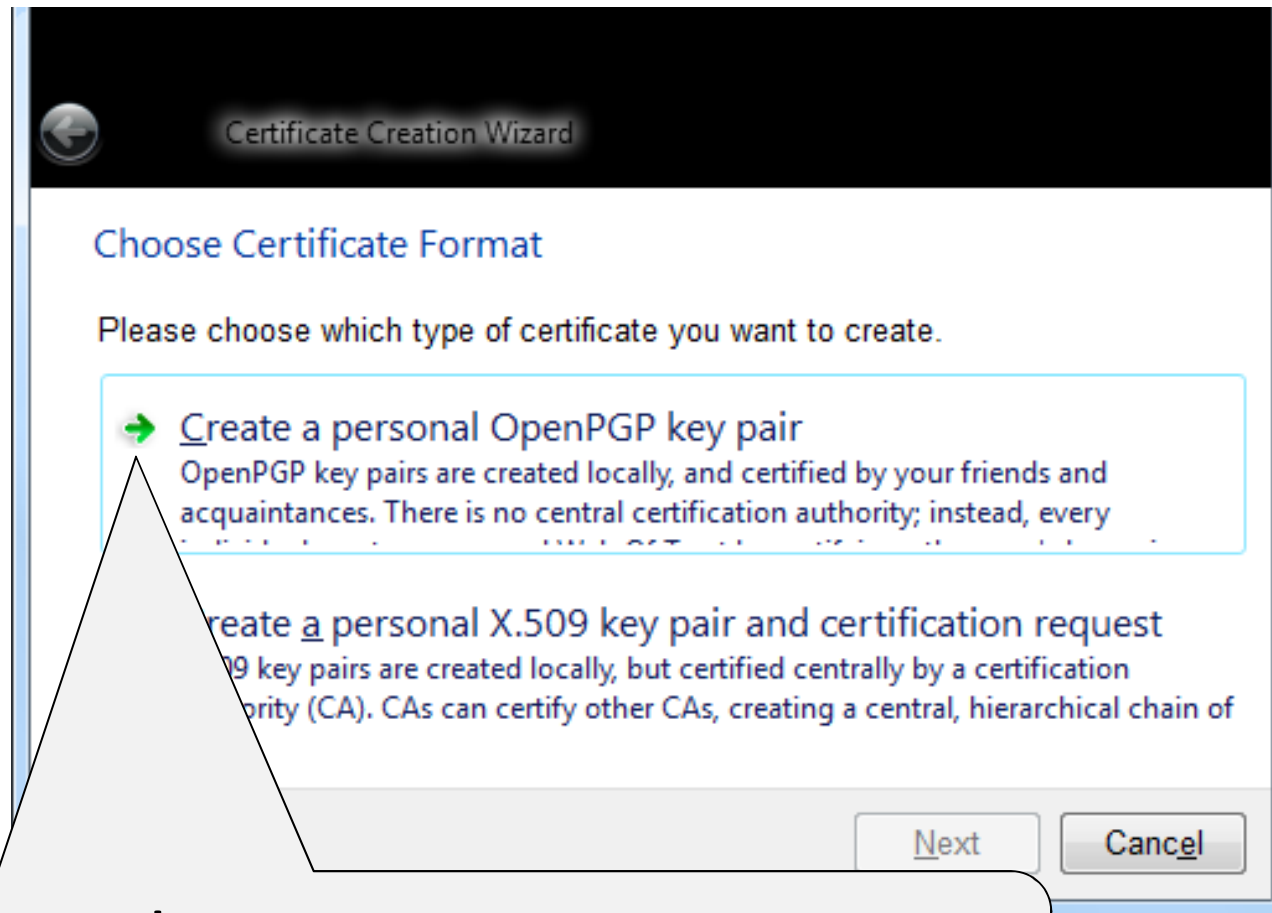 Certificate Creation Wizard
Choose Certificate Format
Please choose which type of certificate you want to create.
Create a personal OpenPGP key pair
OpenPGP key pairs are created locally, and certified by your friends and
acquaintances. There is no central certification authority; instead, every
reate a personal X.509 key pair and certification request
09 key pairs are created locally, but certified centrally by a certification
ority (CA). CAs can certify other CAs, creating a central, hierarchical chain of
Next
Cancel